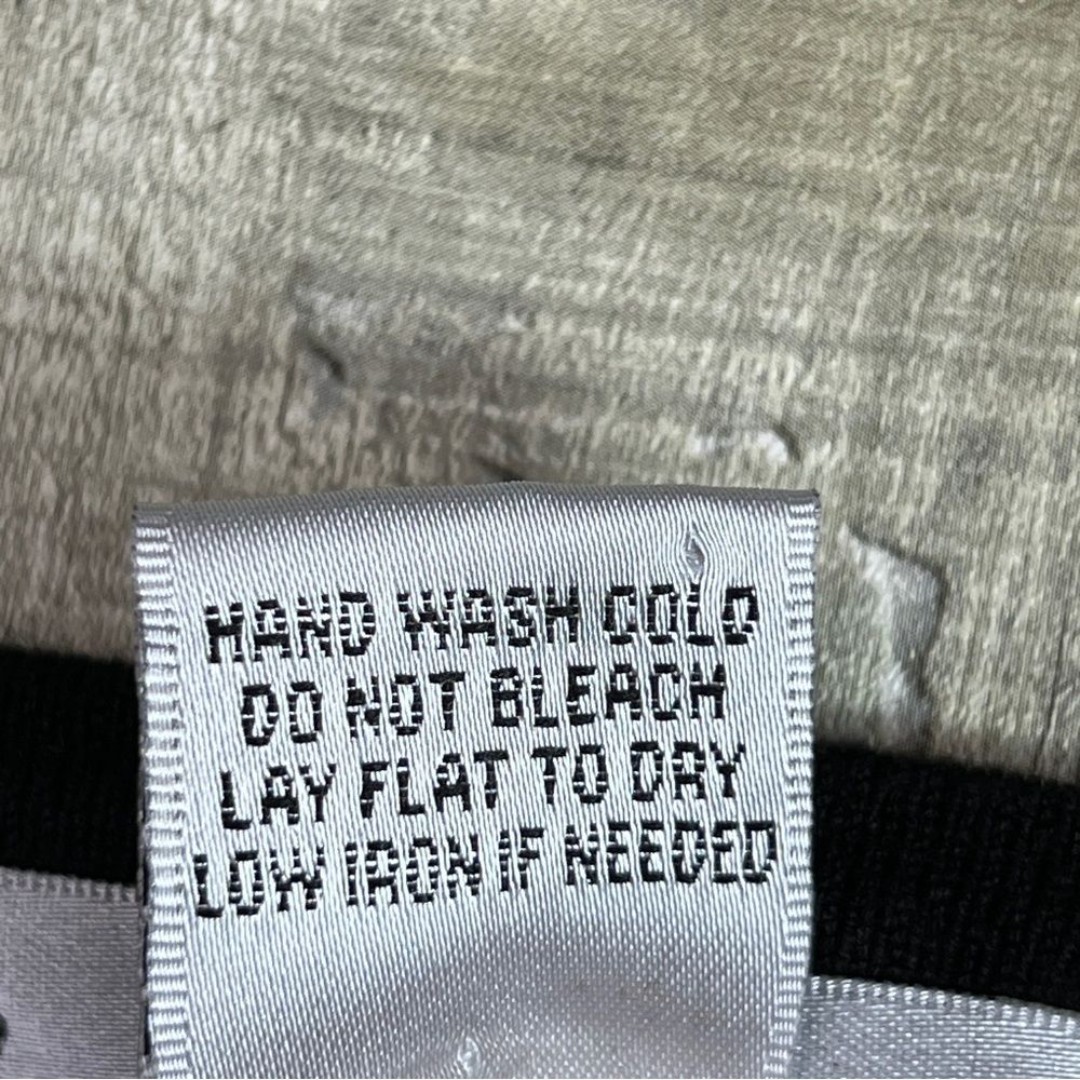 HAND WASH COLD
DO NOT BLEACH
LAY FLAT TO DRY
LOW IRON IF NEEDED